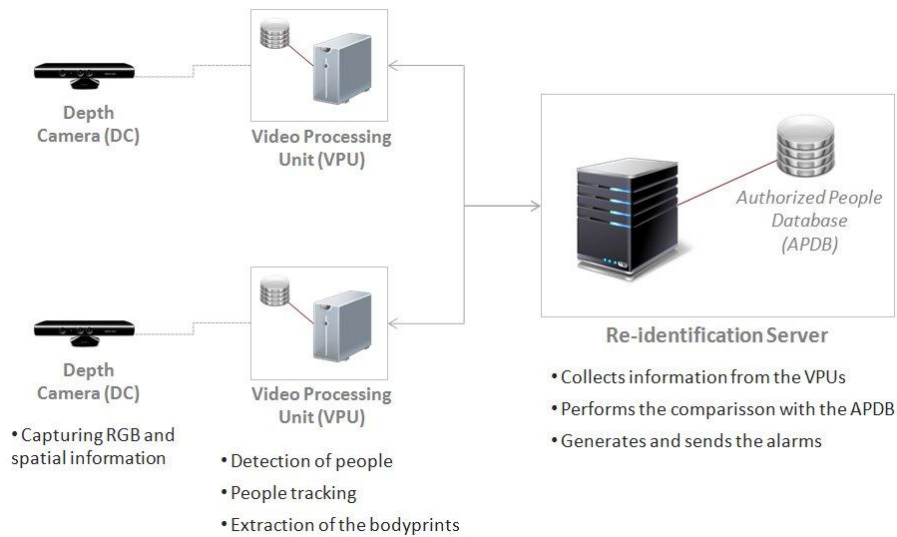 Depth
Camera (DC)
Video Processing
Unit (VPU)
Authorized People
Database
(APDB)
Re-identification Server
• Collects information from the VPUs
• Performs the comparisson with the APDB
• Generates and sends the alarms
Depth
Camera (DC)
• Capturing RGB and
spatial information
Video Processing
Unit (VPU)
• Detection of people
• People tracking
• Extraction of the bodyprints